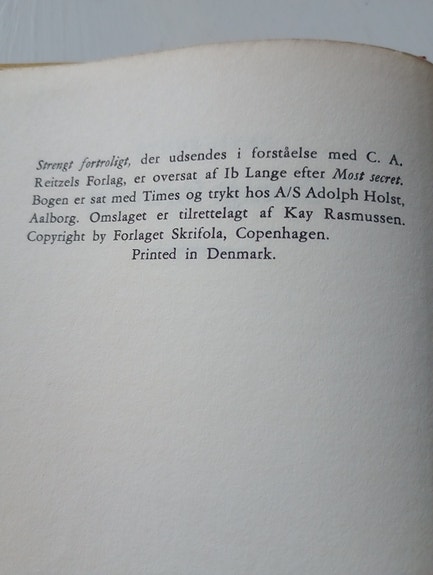 Strengt fortroligt, der udsendes i forståelse med C. A.
Reitzels Forlag, er oversat af Ib Lange efter Most secret.
Bogen er sat med Times og trykt hos A/S Adolph Holst,
Aalborg. Omslaget er tilrettelagt af Kay Rasmussen.
Copyright by Forlaget Skrifola, Copenhagen.
Printed in Denmark.